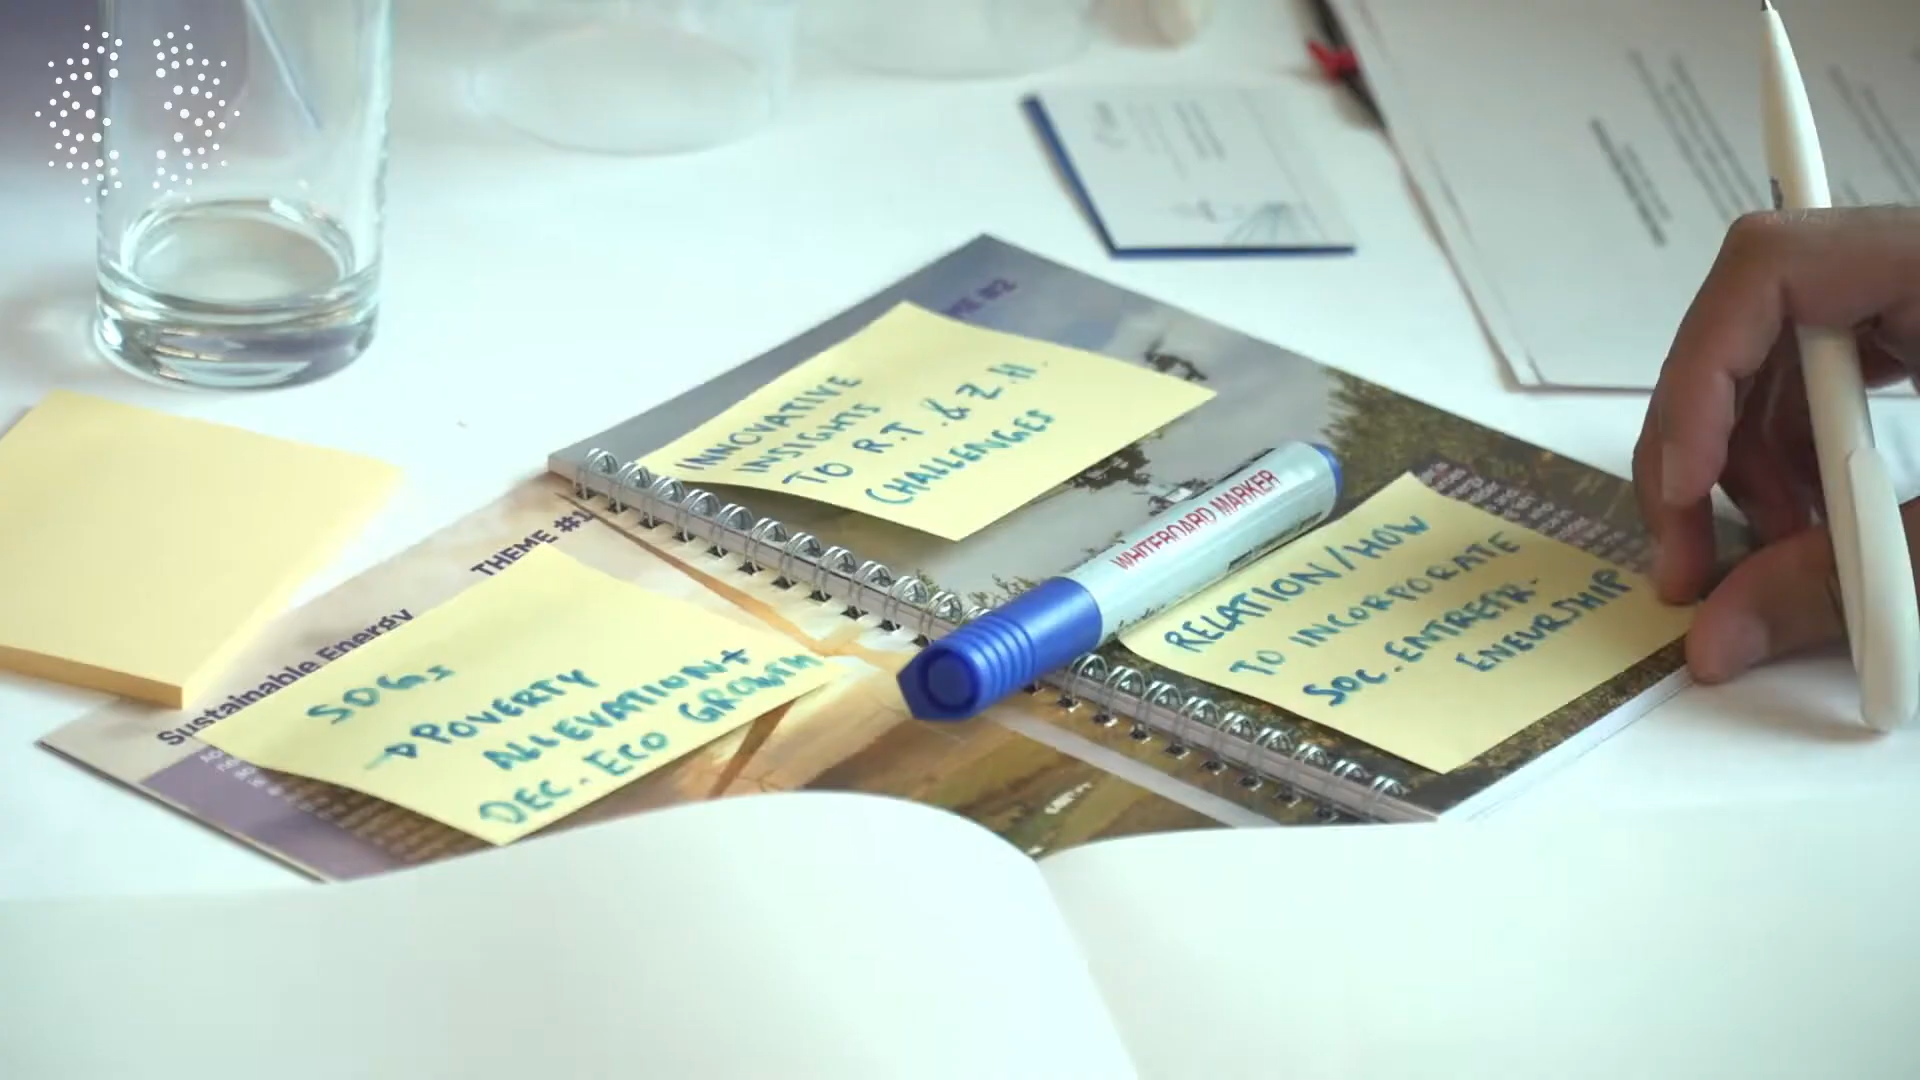 THEME #1
Sustainable Energy
SDGs
POVERTY
ALLEVATION+
DEC. ECO GROWTH
INNOVATIVE
INSIGHTS
TO R.T. & Z.H.
CHALLENGES
WHITEBOARD MARKER
RELATION/HOW
TO INCORPORATE
SOC. ENTREPR-
ENEURSHIP